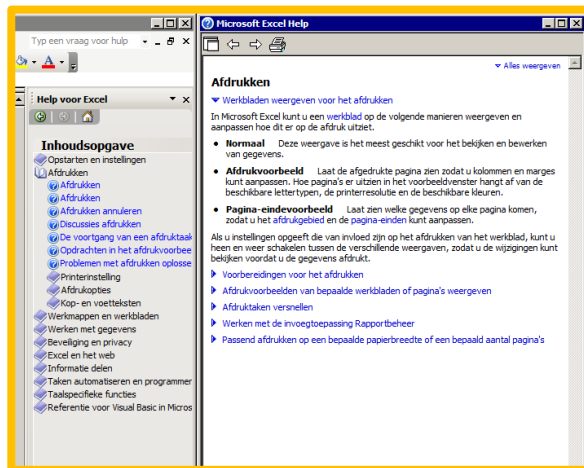 Typ een vraag voor hulp
Help voor Excel
Inhoudsopgave
Opstarten en instellingen
Afdrukken
Afdrukken
Afdrukken
Afdrukken annuleren
Discussies afdrukken
De voortgang van een afdruktaak
Opdrachten in het afdrukvoorbee
Problemen met afdrukken oplosse
Printerinstelling
Afdrukopties
Kop- en voetteksten
Werkmappen en werkbladen
Werken met gegevens
Beveiliging en privacy
Excel en het web
Informatie delen
Taken automatiseren en programmer
Taalspecifieke functies
Referentie voor Visual Basic in Micros
Microsoft Excel Help
Alles weergeven
Afdrukken
Werkbladen weergeven voor het afdrukken
In Microsoft Excel kunt u een werkblad op de volgende manieren weergeven en
aanpassen hoe dit er op de afdruk uitziet.
• Normaal Deze weergave is het meest geschikt voor het bekijken en bewerken
van gegevens.
• Afdrukvoorbeeld Laat de afgedrukte pagina zien zodat u kolommen en marges
kunt aanpassen. Hoe pagina's er uitzien in het voorbeeldvenster hangt af van de
beschikbare lettertypen, de printerresolutie en de beschikbare kleuren.
• Pagina-eindevoorbeeld Laat zien welke gegevens op elke pagina komen,
zodat u het afdrukgebied en de pagina-einden kunt aanpassen.
Als u instellingen opgeeft die van invloed zijn op het afdrukken van het werkblad, kunt u
heen en weer schakelen tussen de verschillende weergaven, zodat u de wijzigingen kunt
bekijken voordat u de gegevens afdrukt.
Voorbereidingen voor het afdrukken
Afdrukvoorbeelden van bepaalde werkbladen of pagina's weergeven
Afdruktaken versnellen
Werken met de invoegtoepassing Rapportbeheer
Passend afdrukken op een bepaalde papierbreedte of een bepaald aantal pagina's